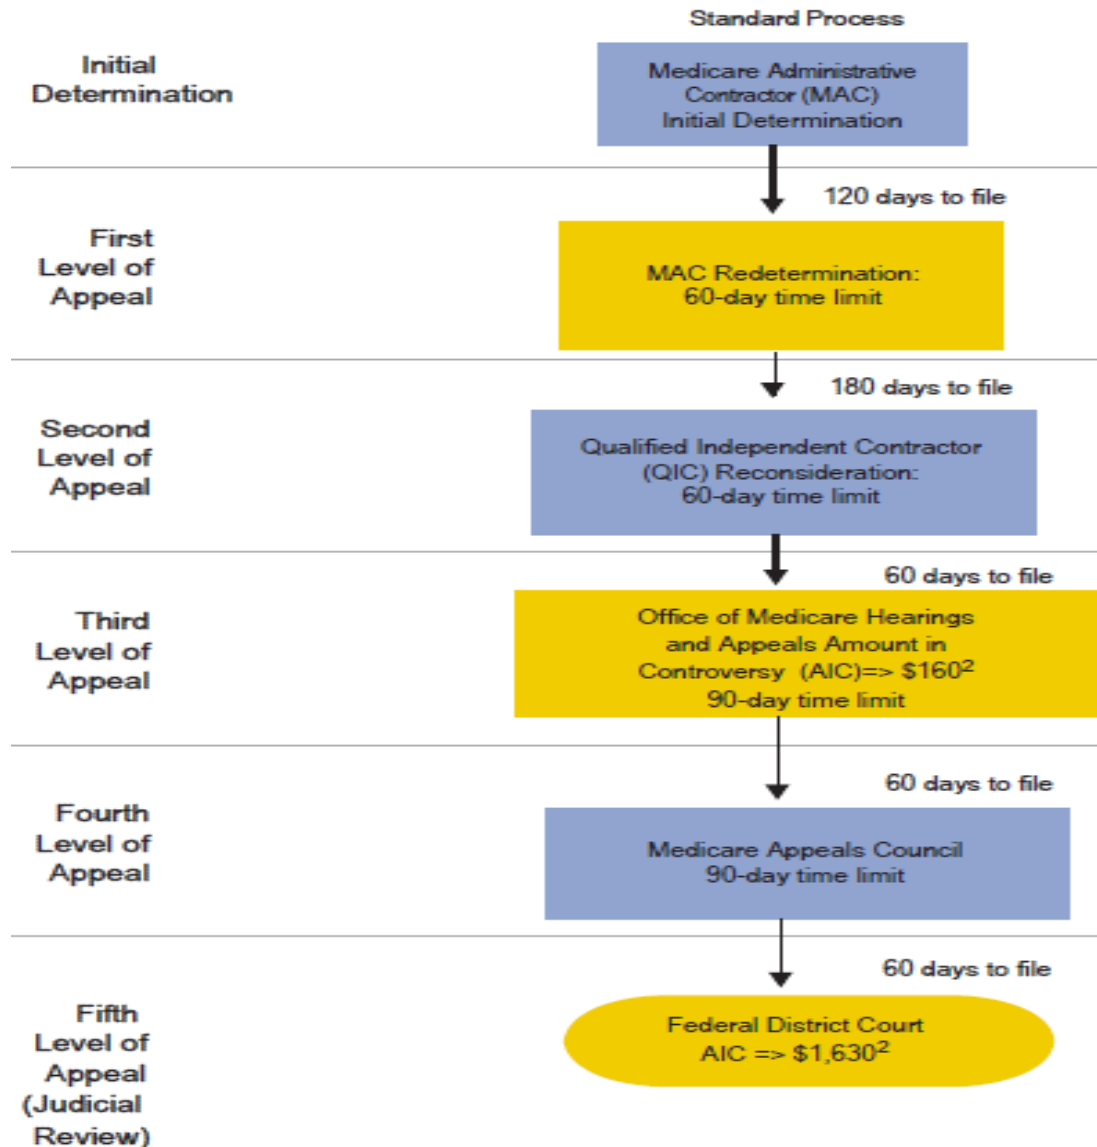 Standard Process
Initial
Determination
Medicare Administrative
Contractor (MAC)
Initial Determination
120 days to file
First
Level of
Appeal
MAC Redetermination:
60-day time limit
180 days to file
Second
Level of
Appeal
Qualified Independent Contractor
(QIC) Reconsideration:
60-day time limit
60 days to file
Third
Level of
Appeal
Office of Medicare Hearings
and Appeals Amount in
Controversy (AIC)=> $160²
90-day time limit
60 days to file
Fourth
Level of
Appeal
Medicare Appeals Council
90-day time limit
60 days to file
Fifth
Level of
Appeal
(Judicial
Review)
Federal District Court
AIC => $1,630²